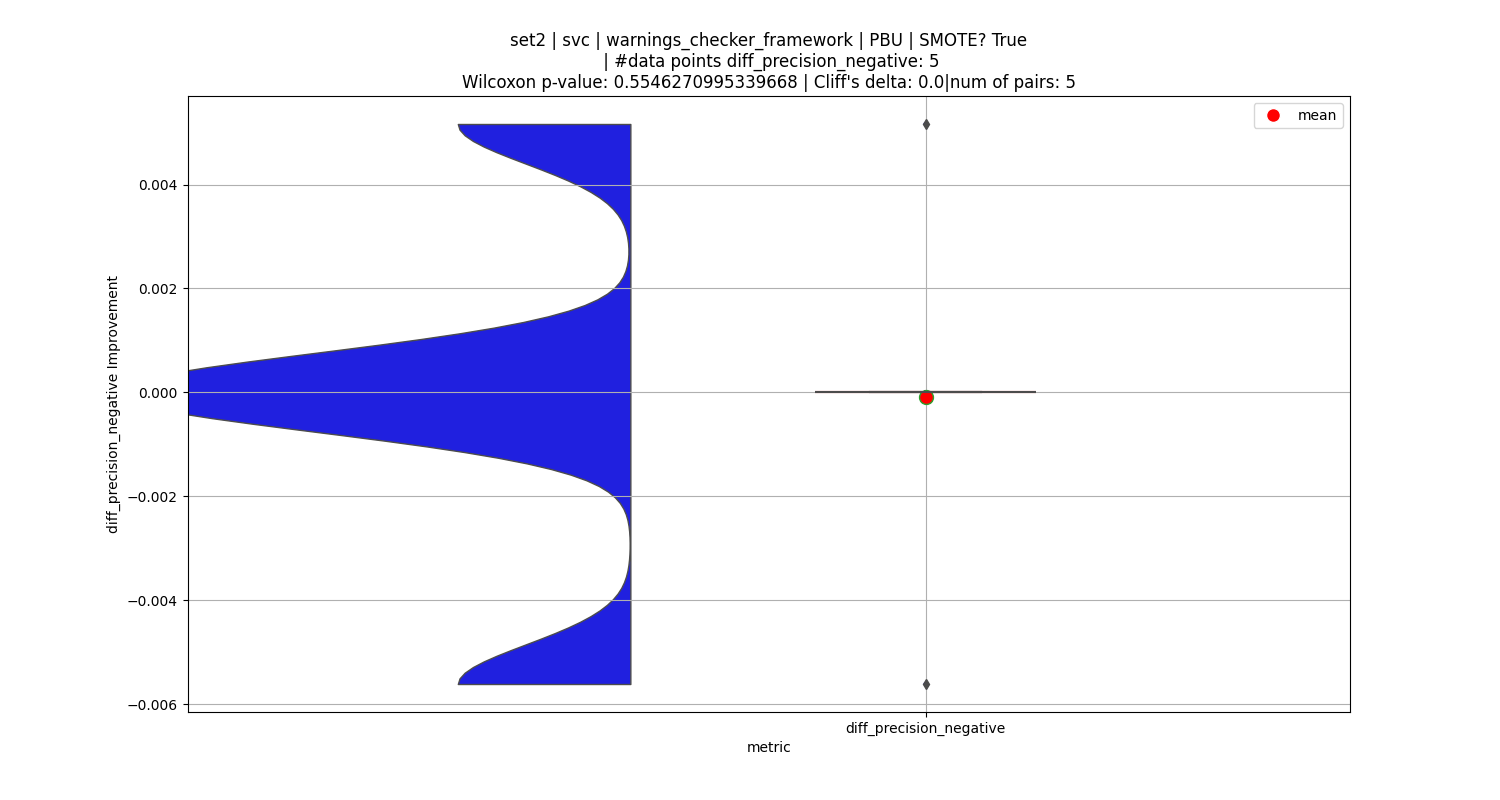 set2 | svc | warnings_checker_framework | PBU | SMOTE? True
| #data points diff_precision_negative: 5
Wilcoxon p-value: 0.5546270995339668 | Cliff's delta: 0.0|num of pairs: 5
mean
diff_precision_negative Improvement
0.004
0.002
0.000
−0.002
−0.004
−0.006
diff_precision_negative
metric